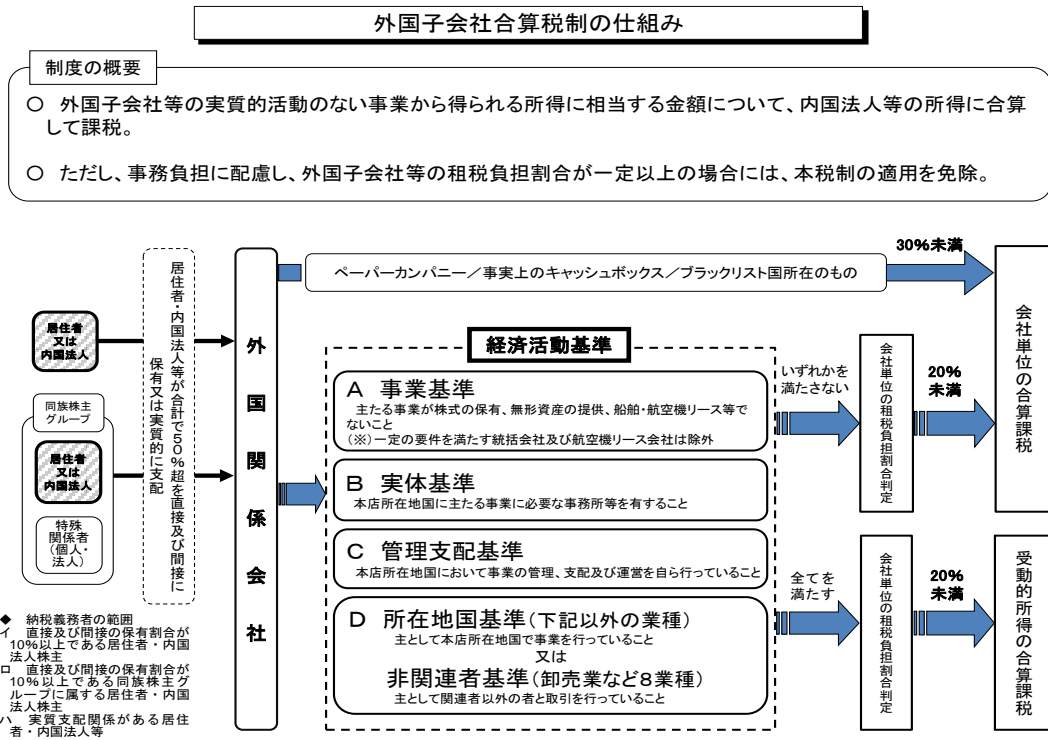 外国子会社合算税制の仕組み
制度の概要
○ 外国子会社等の実質的活動のない事業から得られる所得に相当する金額について、内国法人等の所得に合算
して課税。
○ ただし、事務負担に配慮し、外国子会社等の租税負担割合が一定以上の場合には、本税制の適用を免除。
居住者
又は
内国法人
同族株主
グループ
居住者
又は
内国法人
特殊
関係者
(個人・
法人)
居住者・内国法人等が合計で50%超を直接及び間接に
保有又は実質的に支配
外国関係会社
ペーパーカンパニー/事実上のキャッシュボックス/ブラックリスト国所在のもの
30%未満
会社単位の合算課税
経済活動基準
A 事業基準
主たる事業が株式の保有、無形資産の提供、船舶・航空機リース等で
ないこと
(※)一定の要件を満たす統括会社及び航空機リース会社は除外
B 実体基準
本店所在地国に主たる事業に必要な事務所等を有すること
C 管理支配基準
本店所在地国において事業の管理、支配及び運営を自ら行っていること
D 所在地国基準(下記以外の業種)
主として本店所在地国で事業を行っていること
又は
非関連者基準(卸売業など8業種)
主として関連者以外の者と取引を行っていること
いずれかを
満たさない
会社単位の租税負担割合判定
20%
未満
全てを
満たす
会社単位の租税負担割合判定
20%
未満
受動的所得の合算課税
◆ 納税義務者の範囲
イ 直接及び間接の保有割合が
10%以上である居住者・内国
法人株主
ロ 直接及び間接の保有割合が
10%以上である同族株主グ
ループに属する居住者・内国
法人株主
ハ 実質支配関係がある居住
者・内国法人等